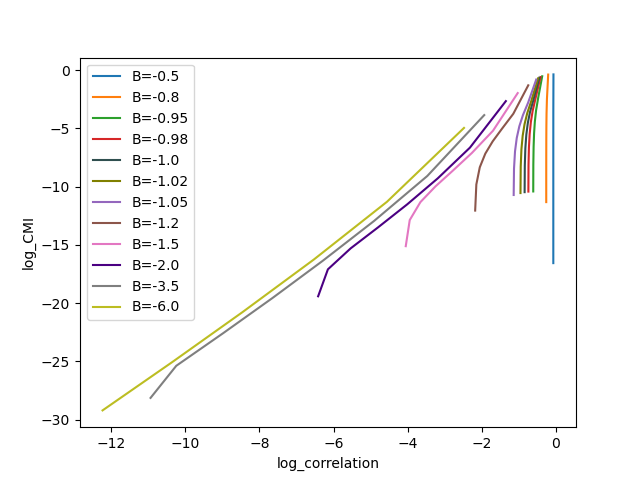 B=-0.5
B=-0.8
B=-0.95
B=-0.98
B=-1.0
B=-1.02
B=-1.05
B=-1.2
B=-1.5
B=-2.0
B=-3.5
B=-6.0
log_CMI
0
−5
−10
−15
−20
−25
−30
−12 −10 −8 −6 −4 −2 0
log_correlation